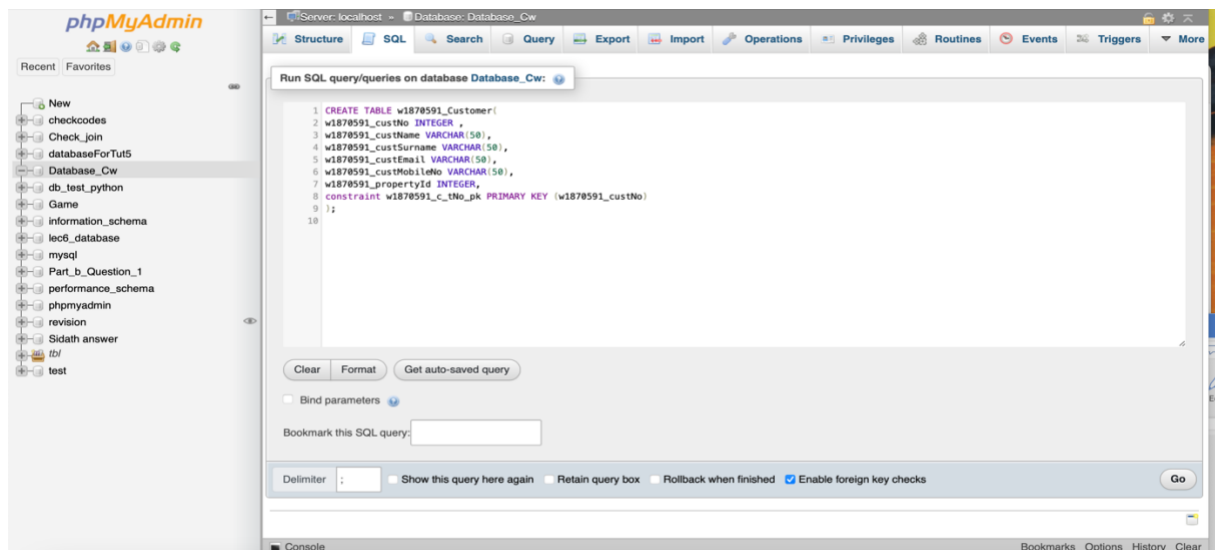 phpMyAdmin
Recent Favorites
New
checkcodes
Check_join
databaseForTut5
Database_Cw
db_test_python
Game
information_schema
lec6_database
mysql
Part_b_Question_1
performance_schema
phpmyadmin
revision
Sidath answer
tbl
test
Server: localhost » Database: Database_Cw
Structure SQL Search Query Export Import Operations Privileges Routines Events Triggers More
Run SQL query/queries on database Database_Cw:
1 CREATE TABLE w1870591_Customer(
2 w1870591_custNo INTEGER ,
3 w1870591_custName VARCHAR(50),
4 w1870591_custSurname VARCHAR(50),
5 w1870591_custEmail VARCHAR(50),
6 w1870591_custMobileNo VARCHAR(50),
7 w1870591_propertyId INTEGER,
8 constraint w1870591_c_tNo_pk PRIMARY KEY (w1870591_custNo)
9 );
10
Clear Format Get auto-saved query
Bind parameters
Bookmark this SQL query:
Delimiter ; Show this query here again Retain query box Rollback when finished Enable foreign key checks Go
Console Bookmarks Options History Clear